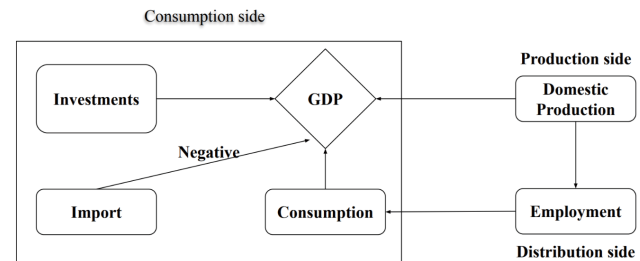 Consumption side
Production side
Investments
GDP
Domestic
Production
Negative
Import
Consumption
Employment
Distribution side